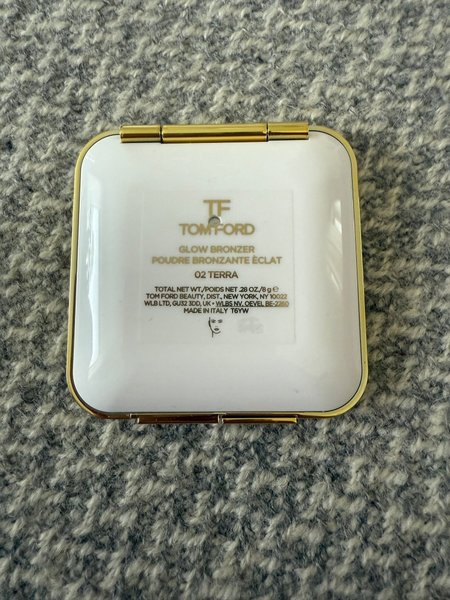 TF
TOM FORD
GLOW BRONZER
POUDRE BRONZANTE ÉCLAT
02 TERRA
TOTAL NET WT./POIDS NET .28 OZ./8 g ℮
TOM FORD BEAUTY, DIST., NEW YORK, NY 10022
WLB LTD, GU32 3DD, UK • WLBS NV. OEVEL BE-2260
MADE IN ITALY T6YW